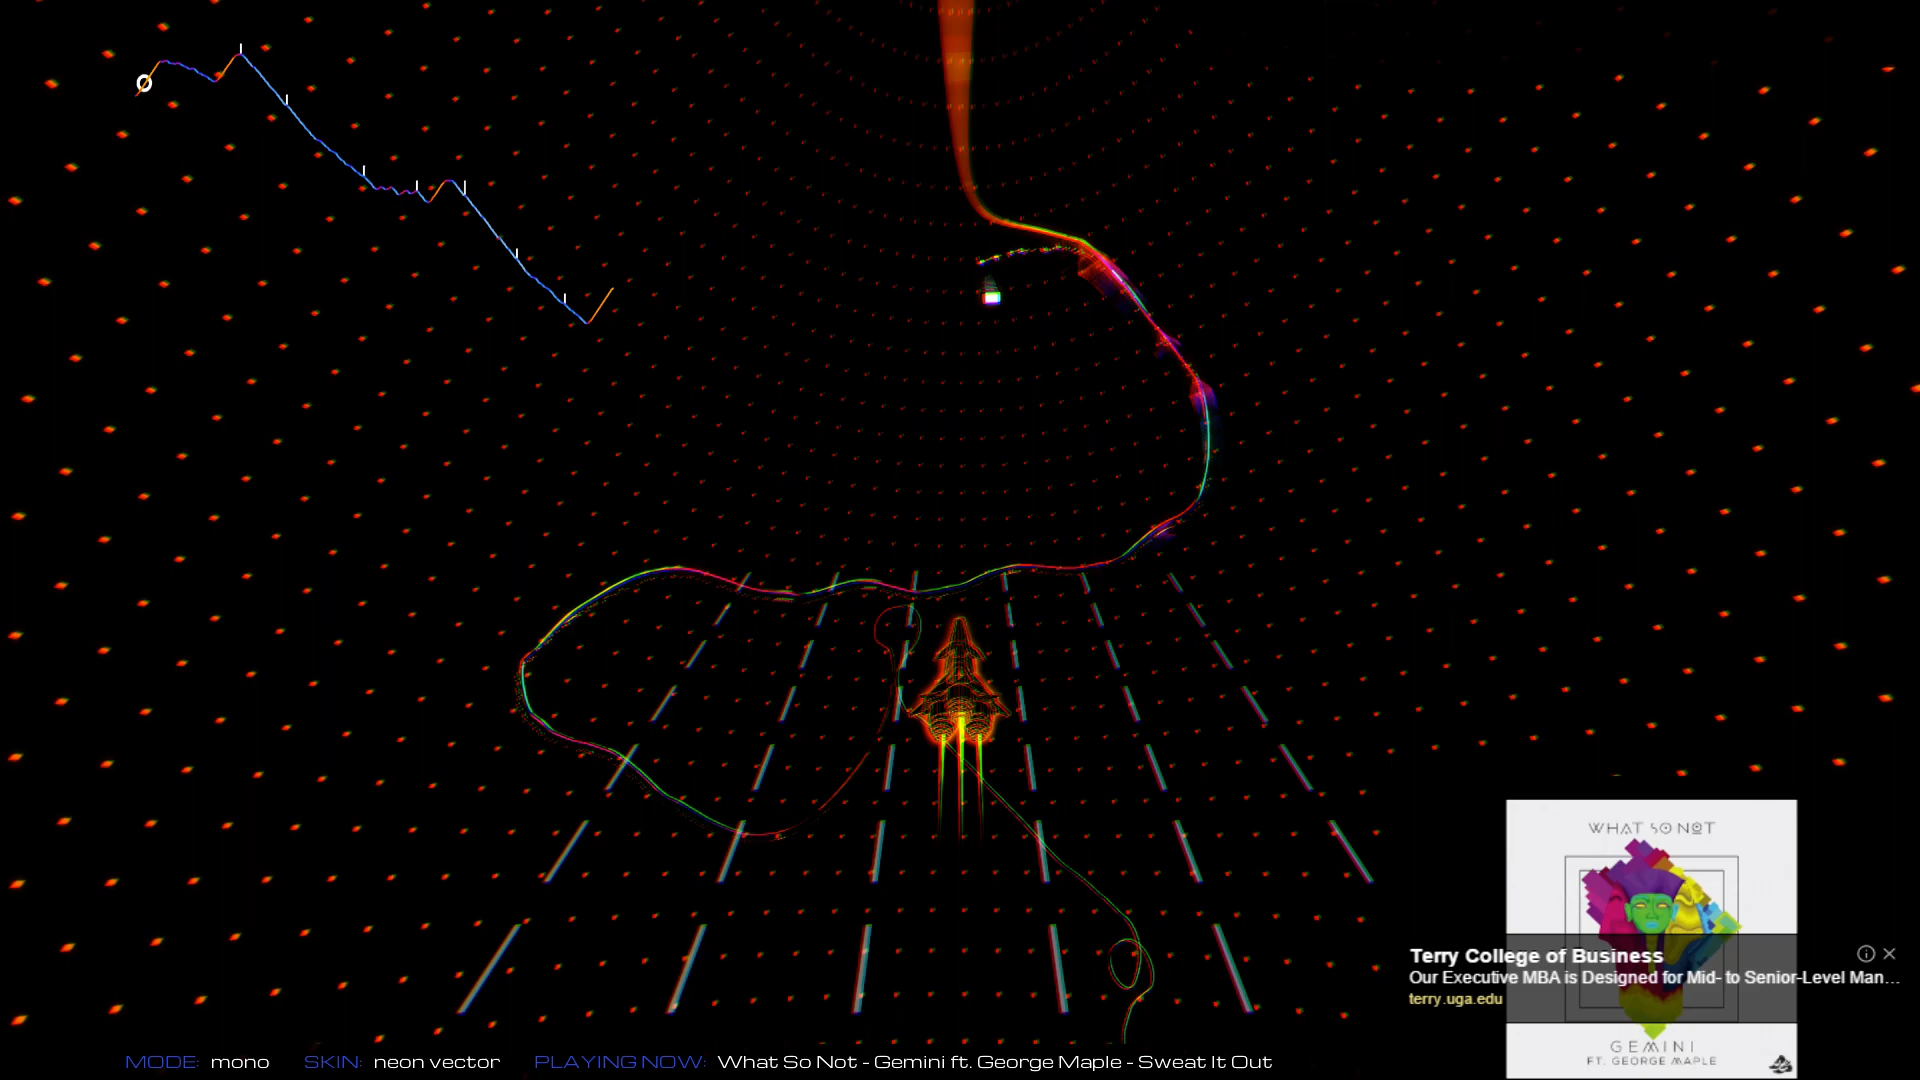 WHAT SO NOT
Terry College of Business
Our Executive MBA is Designed for Mid- to Senior-Level Man...
terry.uga.edu
GEMINI
FT. GEORGE MAPLE
MODE: mono SKIN: neon vector PLAYING NOW: What So Not - Gemini ft. George Maple - Sweat It Out